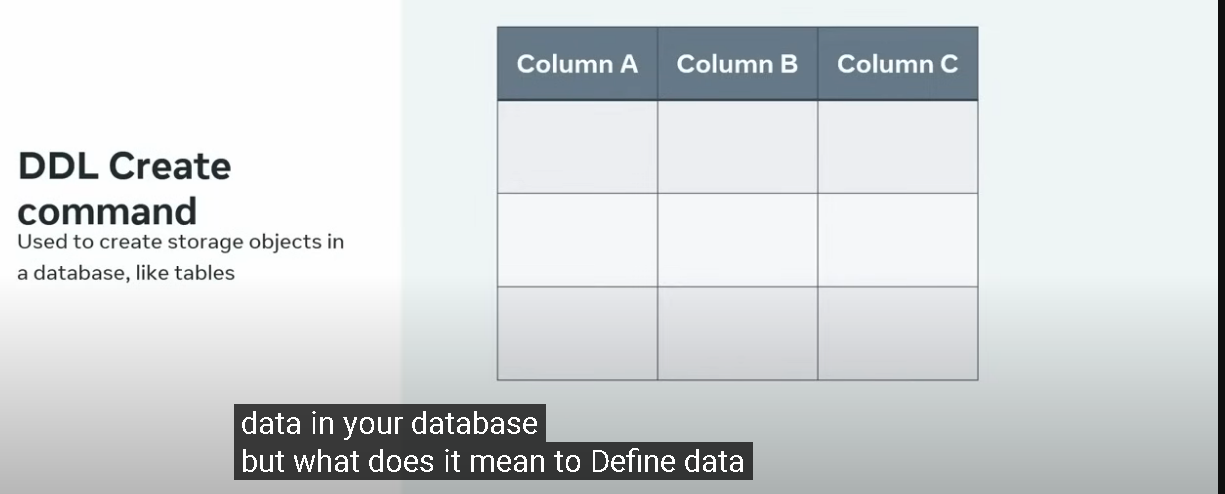 DDL Create
command
Used to create storage objects in
a database, like tables
Column A Column B Column C
data in your database
but what does it mean to Define data